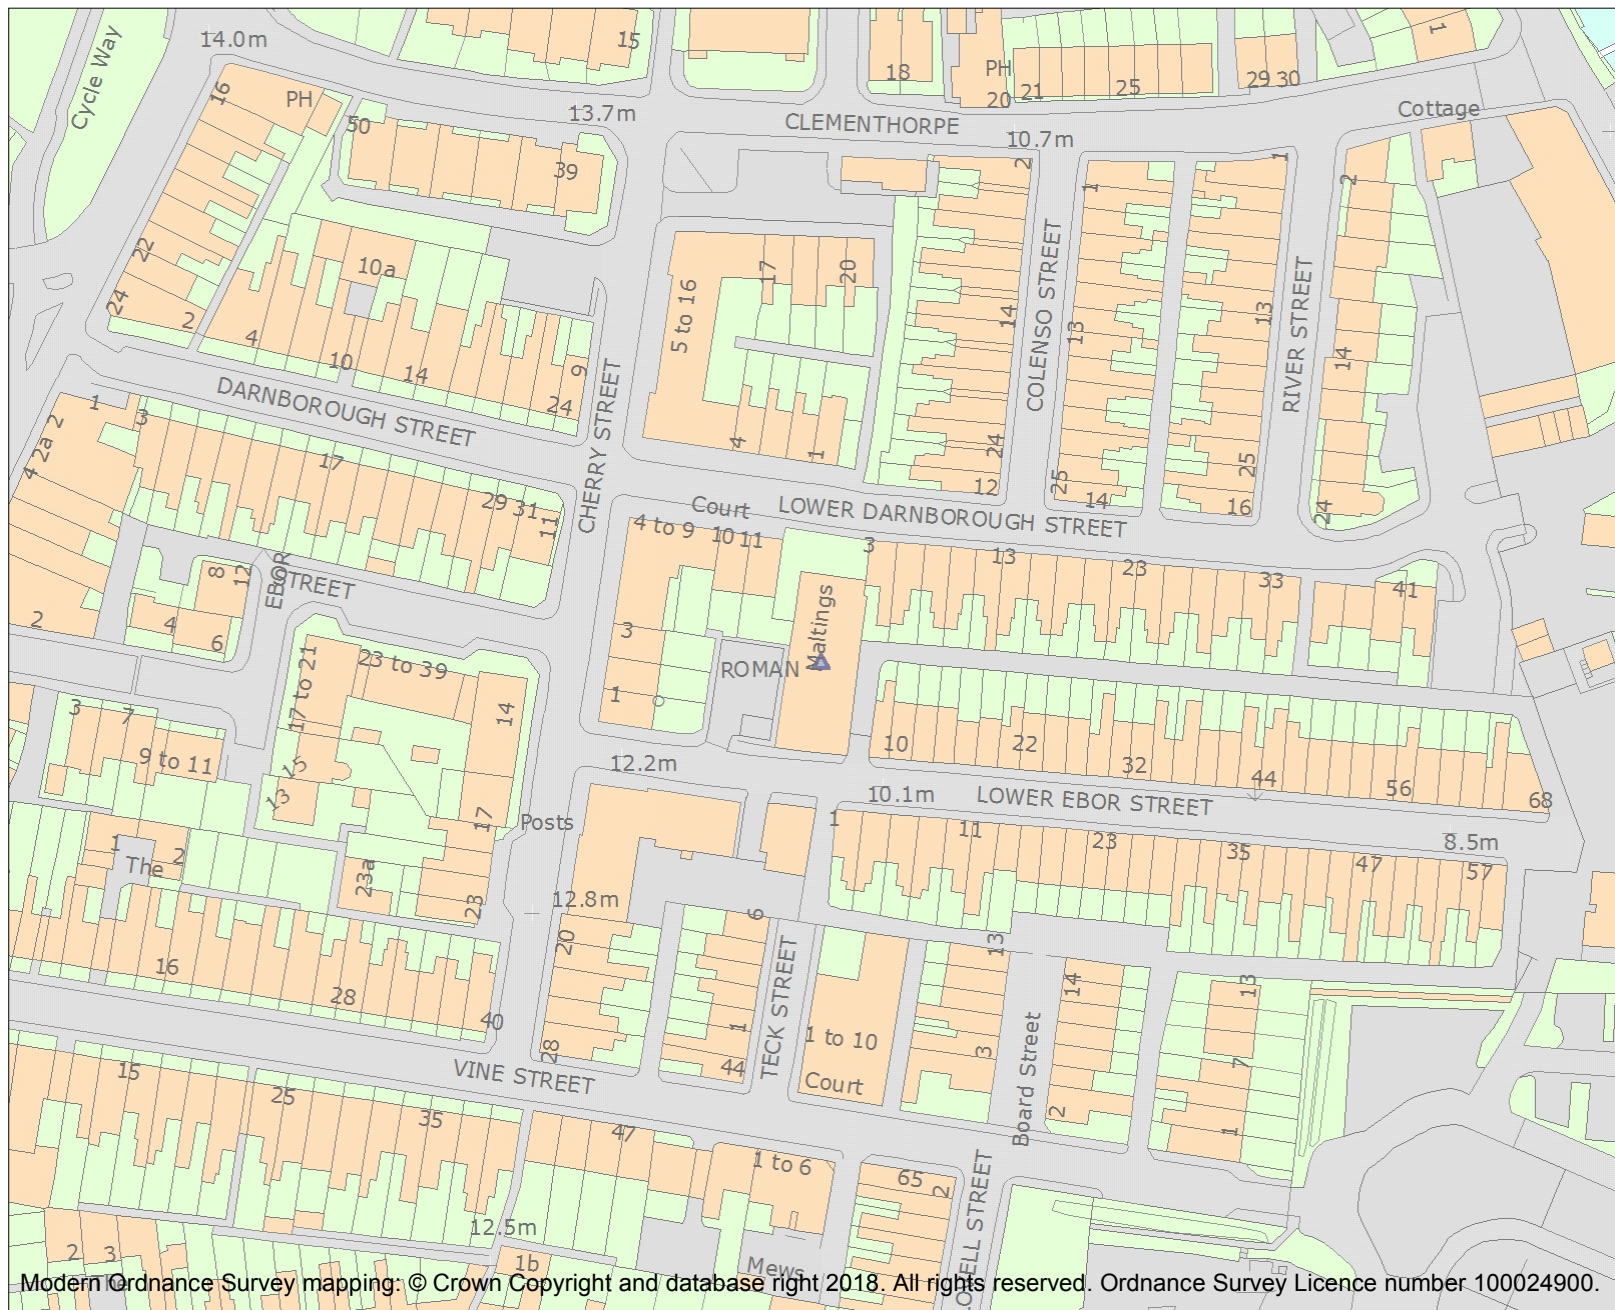 Cycle Way
14.0m
15
18
PH
20
21
25
29 30
1
16
PH
50
13.7m
CLEMENTHORPE
10.7m
Cottage
39
2
1
1
2
22
10a
17
20
5 to 16
14
COLENSO STREET
13
13
RIVER STREET
14
24
2
4
10
14
9
24
DARNBOROUGH STREET
CHERRY STREET
4
1
24
12
25
14
25
16
24
1
3
2
2a
4
17
29 31
11
Court
4 to 9
10 11
LOWER DARNBOROUGH STREET
3
13
23
33
41
EBOR
STREET
8
12
4
6
2
Maltings
ROMAN
3
1
17 to 21
23 to 39
14
3
7
9 to 11
15
13
17
10
22
32
44
56
68
12.2m
10.1m
LOWER EBOR STREET
8.5m
Posts
1
11
23
35
47
57
1
The
2
23a
23
12.8m
20
6
TECK STREET
13
14
13
16
28
40
28
1
44
1 to 10
Court
3
Board Street
2
7
1
VINE STREET
15
25
35
47
1 to 6
65
2
LOVELL STREET
12.5m
2
3
1b
Mews
Modern Ordnance Survey mapping: © Crown Copyright and database right 2018. All rights reserved. Ordnance Survey Licence number 100024900.